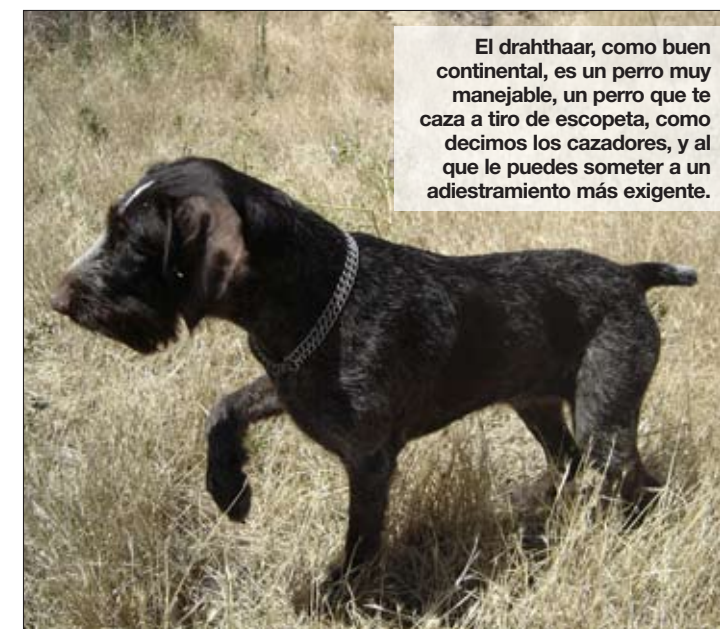 El drahthaar, como buen
continental, es un perro muy
manejable, un perro que te
caza a tiro de escopeta, como
decimos los cazadores, y al
que le puedes someter a un
adiestramiento más exigente.